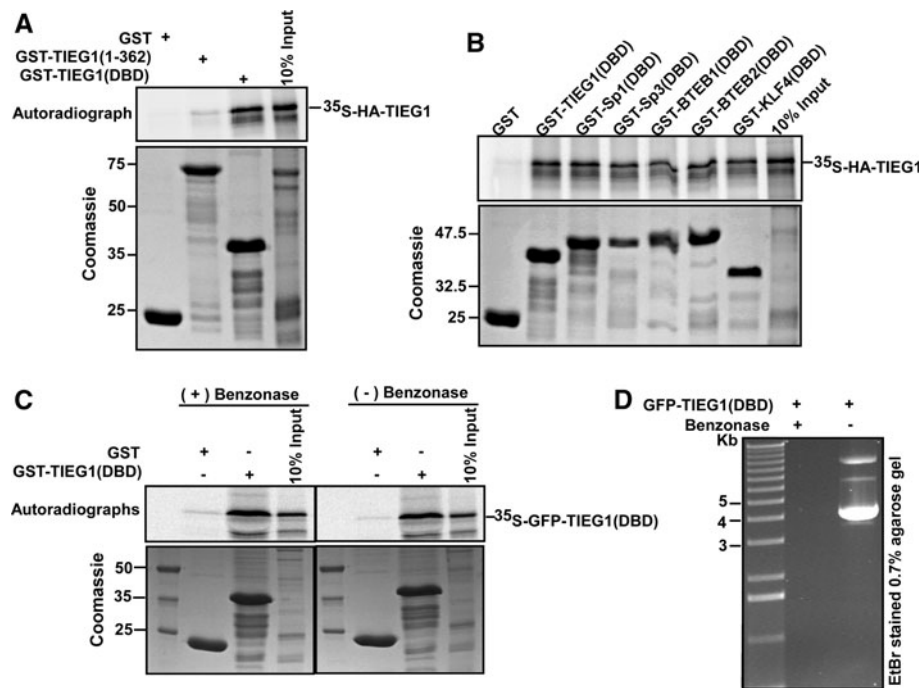 A
GST +
GST-TIEG1(1-362) +
GST-TIEG1(DBD) +
10% Input
Autoradiograph
35S-HA-TIEG1
75
50
35
25
Coomassie
B
GST
GST-TIEG1(DBD)
GST-Sp1(DBD)
GST-Sp3(DBD)
GST-BTEB1(DBD)
GST-BTEB2(DBD)
GST-KLF4(DBD)
10% Input
35S-HA-TIEG1
47.5
32.5
25
Coomassie
C
(+) Benzonase
(-) Benzonase
GST + - + -
GST-TIEG1(DBD) - + - +
10% Input
10% Input
Autoradiographs
35S-GFP-TIEG1(DBD)
50
35
25
Coomassie
D
GFP-TIEG1(DBD) + +
Benzonase + -
Kb
5
4
3
EtBr stained 0.7% agarose gel